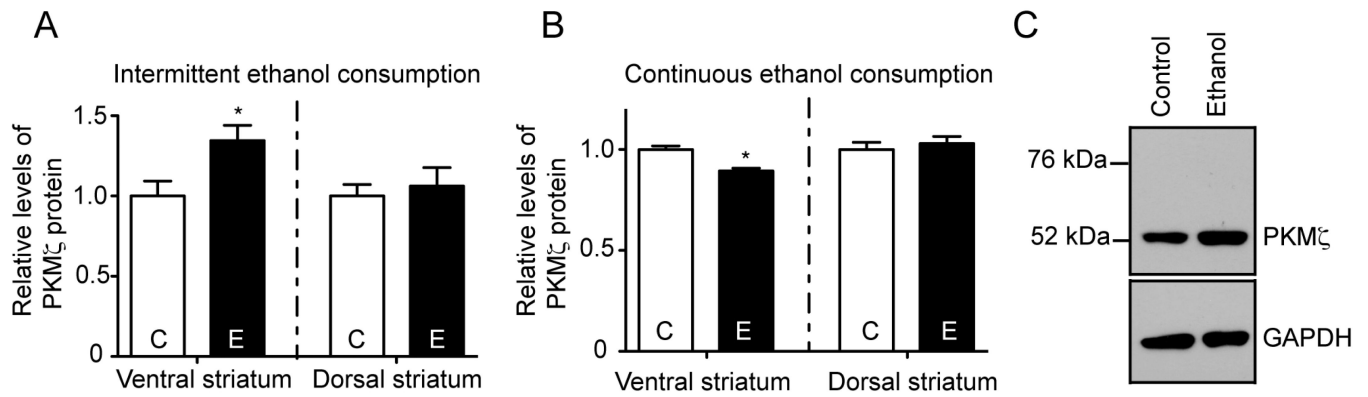 A
Intermittent ethanol consumption
Relative levels of
PKMζ protein
1.5
1.0
0.5
0
*
C
E
C
E
Ventral striatum
Dorsal striatum
B
Continuous ethanol consumption
Relative levels of
PKMζ protein
1.0
0.5
0
*
C
E
C
E
Ventral striatum
Dorsal striatum
C
Control
Ethanol
76 kDa
52 kDa
PKMζ
GAPDH